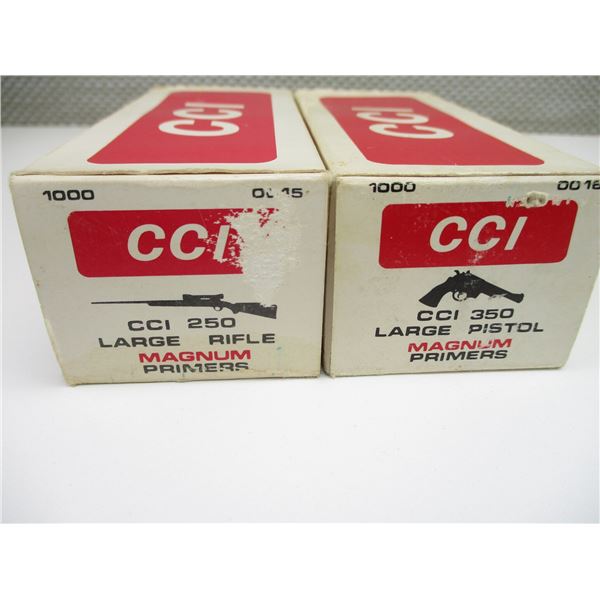 CCI
1000 0015
CCI
CCI 250
LARGE RIFLE
MAGNUM
PRIMERS
CCI
1000 0018
CCI
CCI 350
LARGE PISTOL
MAGNUM
PRIMERS